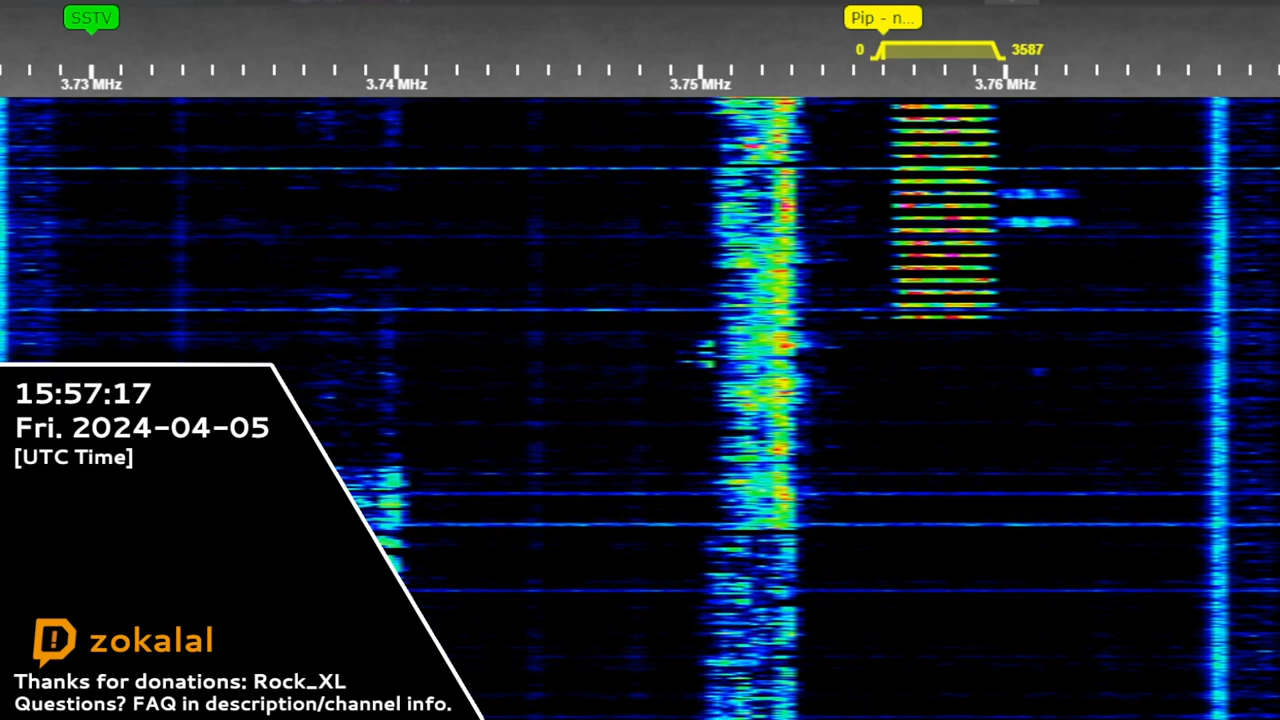 SSTV
Pip - n...
0
3587
3.73 MHz
3.74 MHz
3.75 MHz
3.76 MHz
15:57:17
Fri. 2024-04-05
[UTC Time]
zokalal
Thanks for donations: Rock_XL
Questions? FAQ in description/channel info.